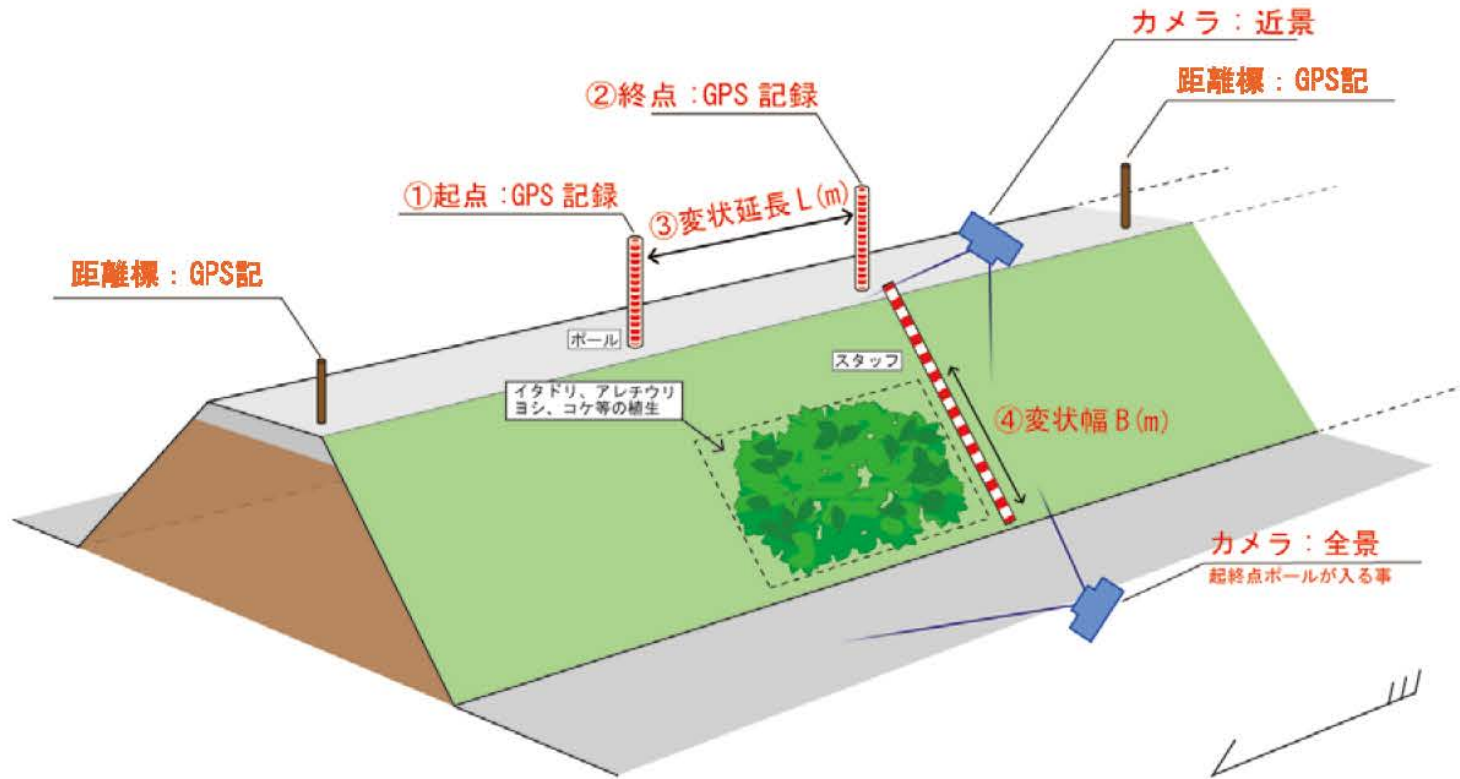 カメラ：近景
距離標：GPS記
②終点：GPS 記録
①起点：GPS 記録
③変状延長 L(m)
距離標：GPS記
ポール
スタッフ
イタドリ、アレチウリ
ヨシ、コケ等の植生
④変状幅 B(m)
カメラ：全景
起終点ポールが入る事